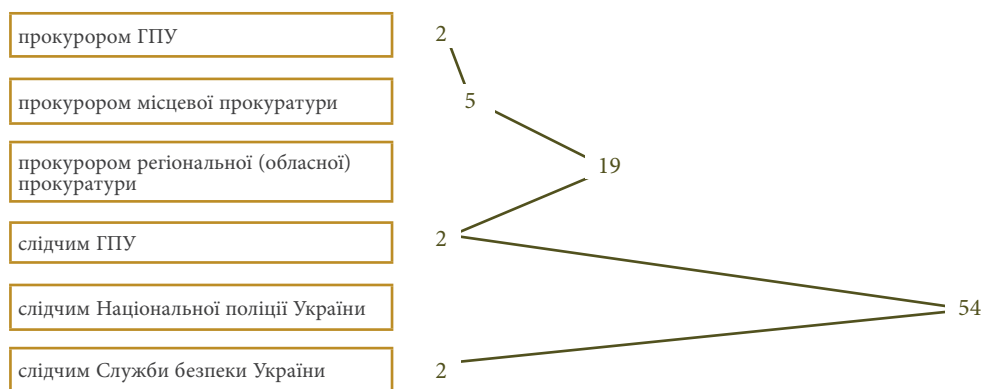 прокурором ГПУ 2
прокурором місцевої прокуратури 5
прокурором регіональної (обласної)
прокуратури 19
слідчим ГПУ 2
слідчим Національної поліції України 54
слідчим Служби безпеки України 2